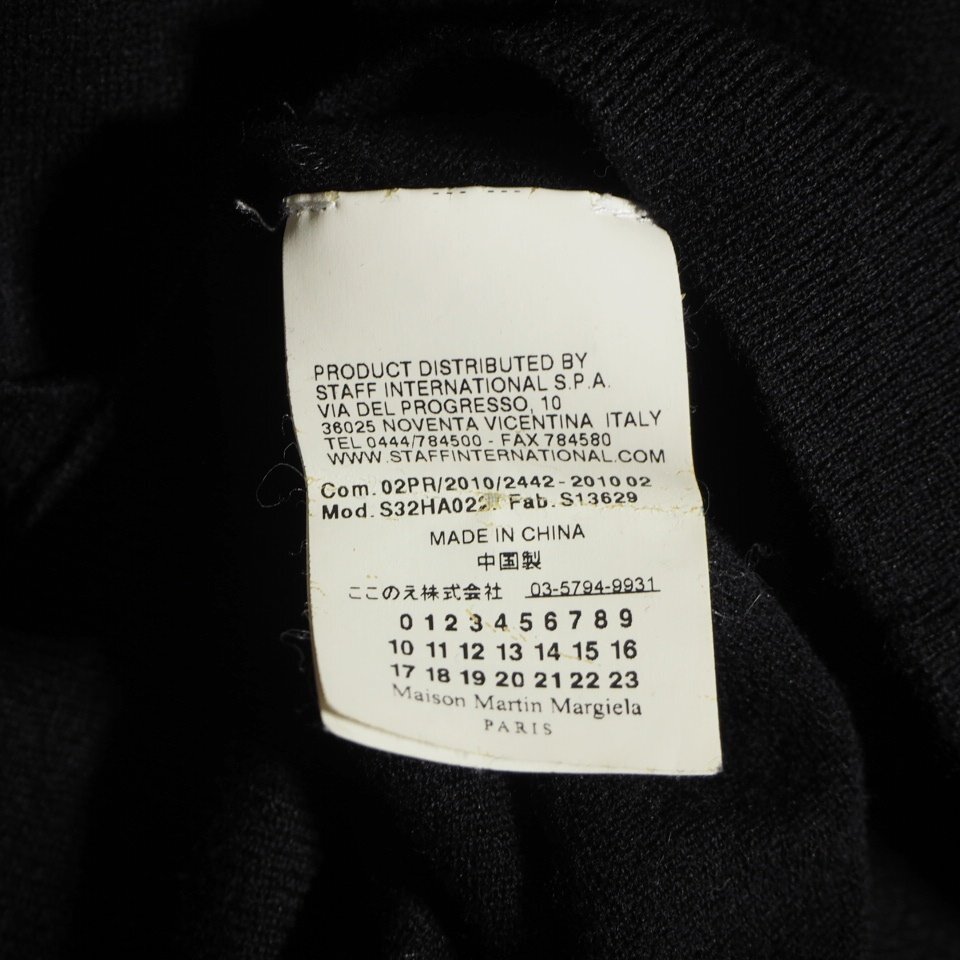 PRODUCT DISTRIBUTED BY
STAFF INTERNATIONAL S.P.A.
VIA DEL PROGRESSO, 10
36025 NOVENTA VICENTINA ITALY
TEL 0444/784500 - FAX 784580
WWW.STAFFINTERNATIONAL.COM
Com. 02PR/2010/2442 - 2010 02
Mod. Fab. S13629
MADE IN CHINA
中国製
ここのえ株式会社 03-5794-9931
0 1 2 3 4 5 6 7 8 9
10 11 12 13 14 15 16
17 18 19 20 21 22 23
Maison Martin Margiela
PARIS